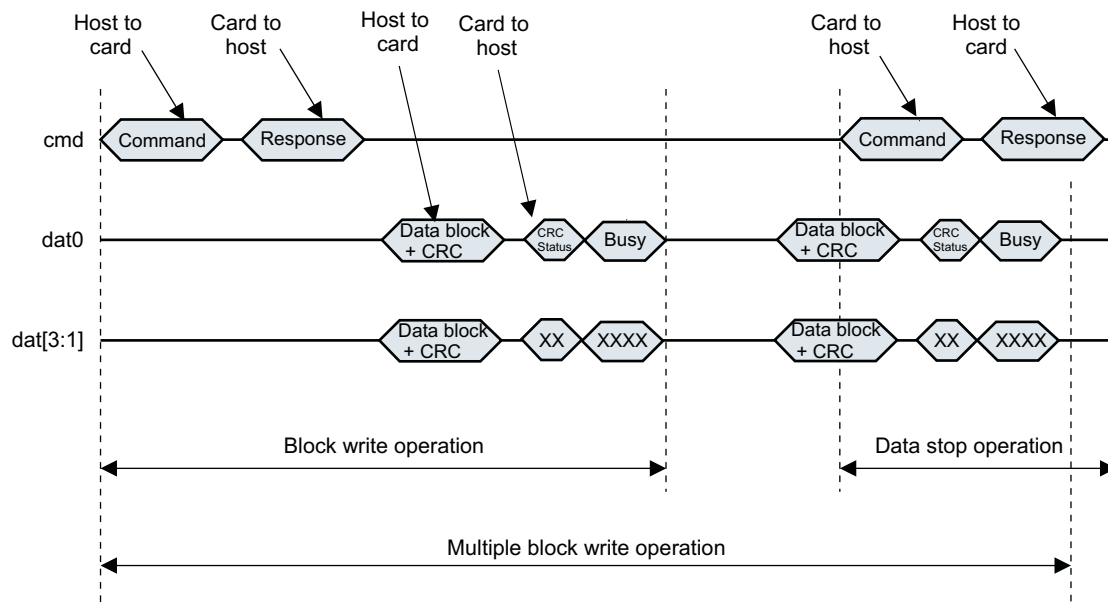 Host to
card
Card to
host
Host to
card
Card to
host
Card to
host
Host to
card
cmd
Command
Response
Command
Response
dat0
Data block
+ CRC
CRC
Status
Busy
Data block
+ CRC
CRC
Status
Busy
dat[3:1]
Data block
+ CRC
XX
XXXX
Data block
+ CRC
XX
XXXX
Block write operation
Data stop operation
Multiple block write operation